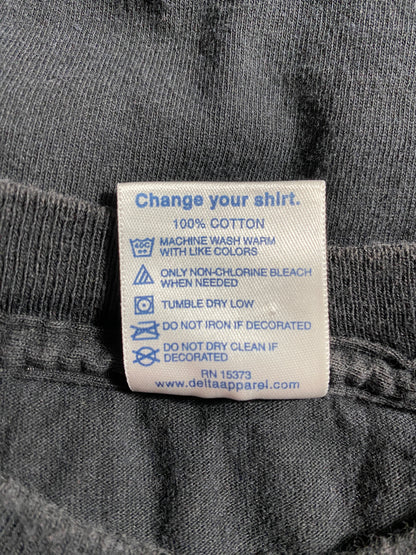 Change your shirt.
100% COTTON
MACHINE WASH WARM
WITH LIKE COLORS
ONLY NON-CHLORINE BLEACH
WHEN NEEDED
TUMBLE DRY LOW
DO NOT IRON IF DECORATED
DO NOT DRY CLEAN IF
DECORATED
RN 15373
www.deltaapparel.com